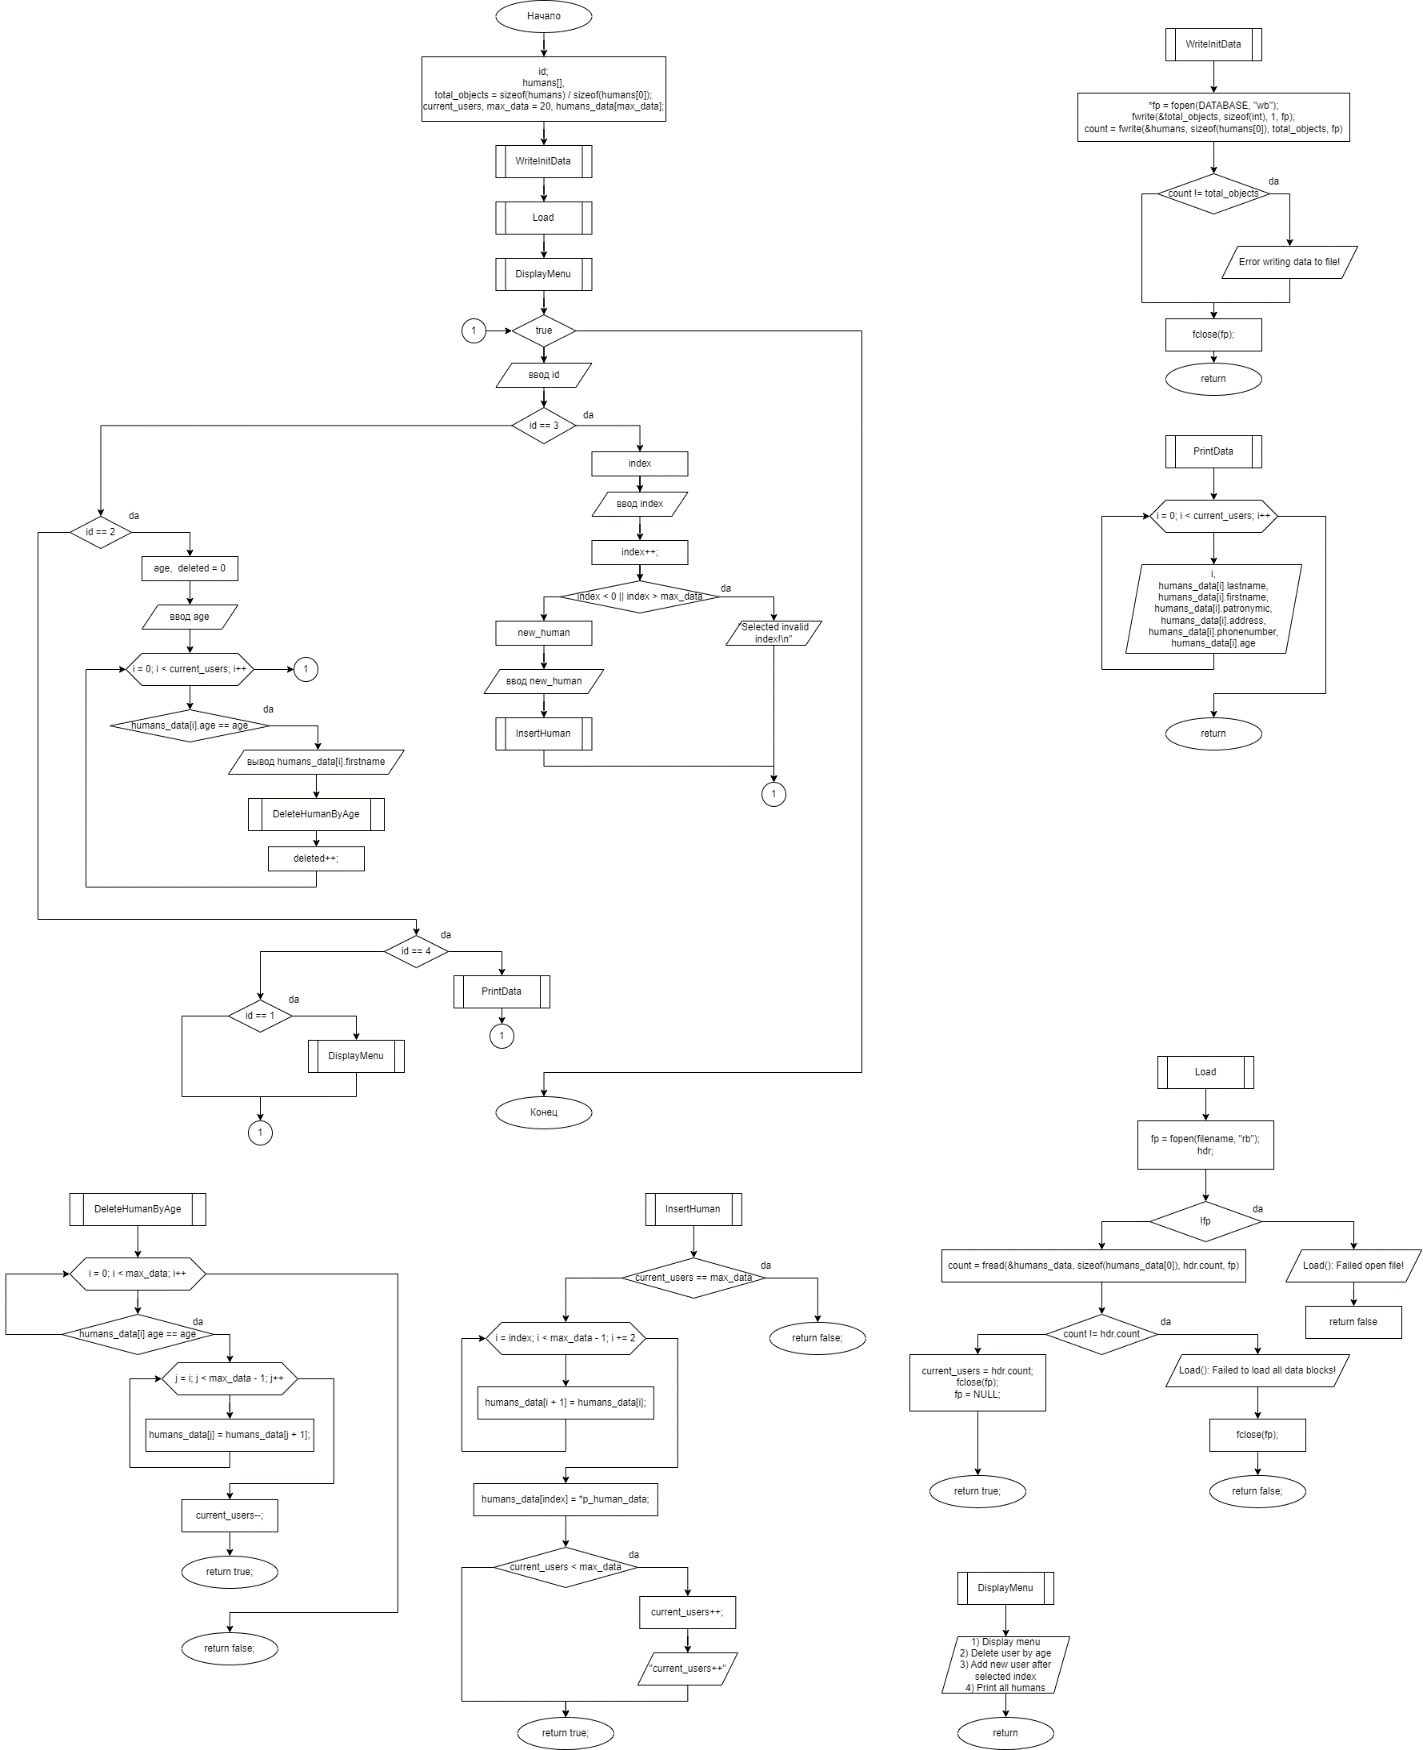 Начало
id;
humans[],
total_objects = sizeof(humans) / sizeof(humans[0]);
current_users, max_data = 20, humans_data[max_data];
WriteInitData
Load
DisplayMenu
1
true
ввод id
id == 3
da
index
ввод index
index++;
index < 0 || index > max_data
da
new_human
"Selected invalid
index!\n"
ввод new_human
InsertHuman
1
id == 2
da
age, deleted = 0
ввод age
i = 0; i < current_users; i++
1
humans_data[i].age == age
da
вывод humans_data[i].firstname
DeleteHumanByAge
deleted++;
id == 4
da
PrintData
1
id == 1
da
DisplayMenu
1
Конец
WriteInitData
*fp = fopen(DATABASE, "wb");
fwrite(&total_objects, sizeof(int), 1, fp);
count = fwrite(&humans, sizeof(humans[0]), total_objects, fp)
count != total_objects
da
Error writing data to file!
fclose(fp);
return
PrintData
i = 0; i < current_users; i++
i,
humans_data[i].lastname,
humans_data[i].firstname,
humans_data[i].patronymic,
humans_data[i].address,
humans_data[i].phonenumber,
humans_data[i].age
return
Load
fp = fopen(filename, "rb");
hdr;
!fp
da
count = fread(&humans_data, sizeof(humans_data[0]), hdr.count, fp)
Load(): Failed open file!
return false
count != hdr.count
da
current_users = hdr.count;
fclose(fp);
fp = NULL;
Load(): Failed to load all data blocks!
fclose(fp);
return true;
return false;
DeleteHumanByAge
i = 0; i < max_data; i++
humans_data[i].age == age
da
j = i; j < max_data - 1; j++
humans_data[j] = humans_data[j + 1];
current_users--;
return true;
return false;
InsertHuman
current_users == max_data
da
return false;
i = index; i < max_data - 1; i += 2
humans_data[i + 1] = humans_data[i];
humans_data[index] = *p_human_data;
current_users < max_data
da
current_users++;
"current_users++"
return true;
DisplayMenu
1) Display menu
2) Delete user by age
3) Add new user after
selected index
4) Print all humans
return